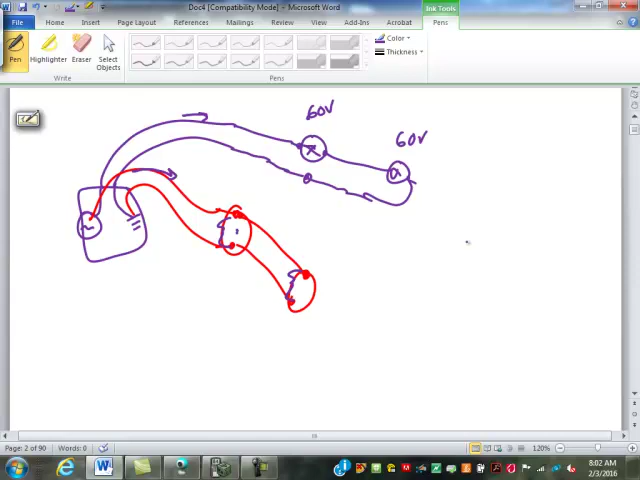 Doc4 [Compatibility Mode] - Microsoft Word
Ink Tools
File Home Insert Page Layout References Mailings Review View Add-Ins Acrobat Pens
Pen Highlighter Eraser Select Objects
Color
Thickness
Write
Pens
60V
60V
Page: 2 of 90 Words: 0 120%
8:02 AM
2/3/2016